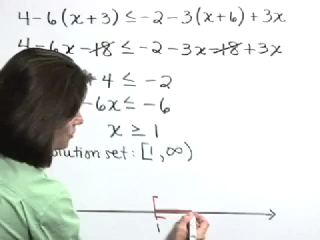 4-6(x+3) ≤ -2-3(x+6)+3x
4-6x-18 ≤ -2-3x-18+3x
+4 ≤ -2
-6x ≤ -6
x ≥ 1
set: [1, ∞)
[
1